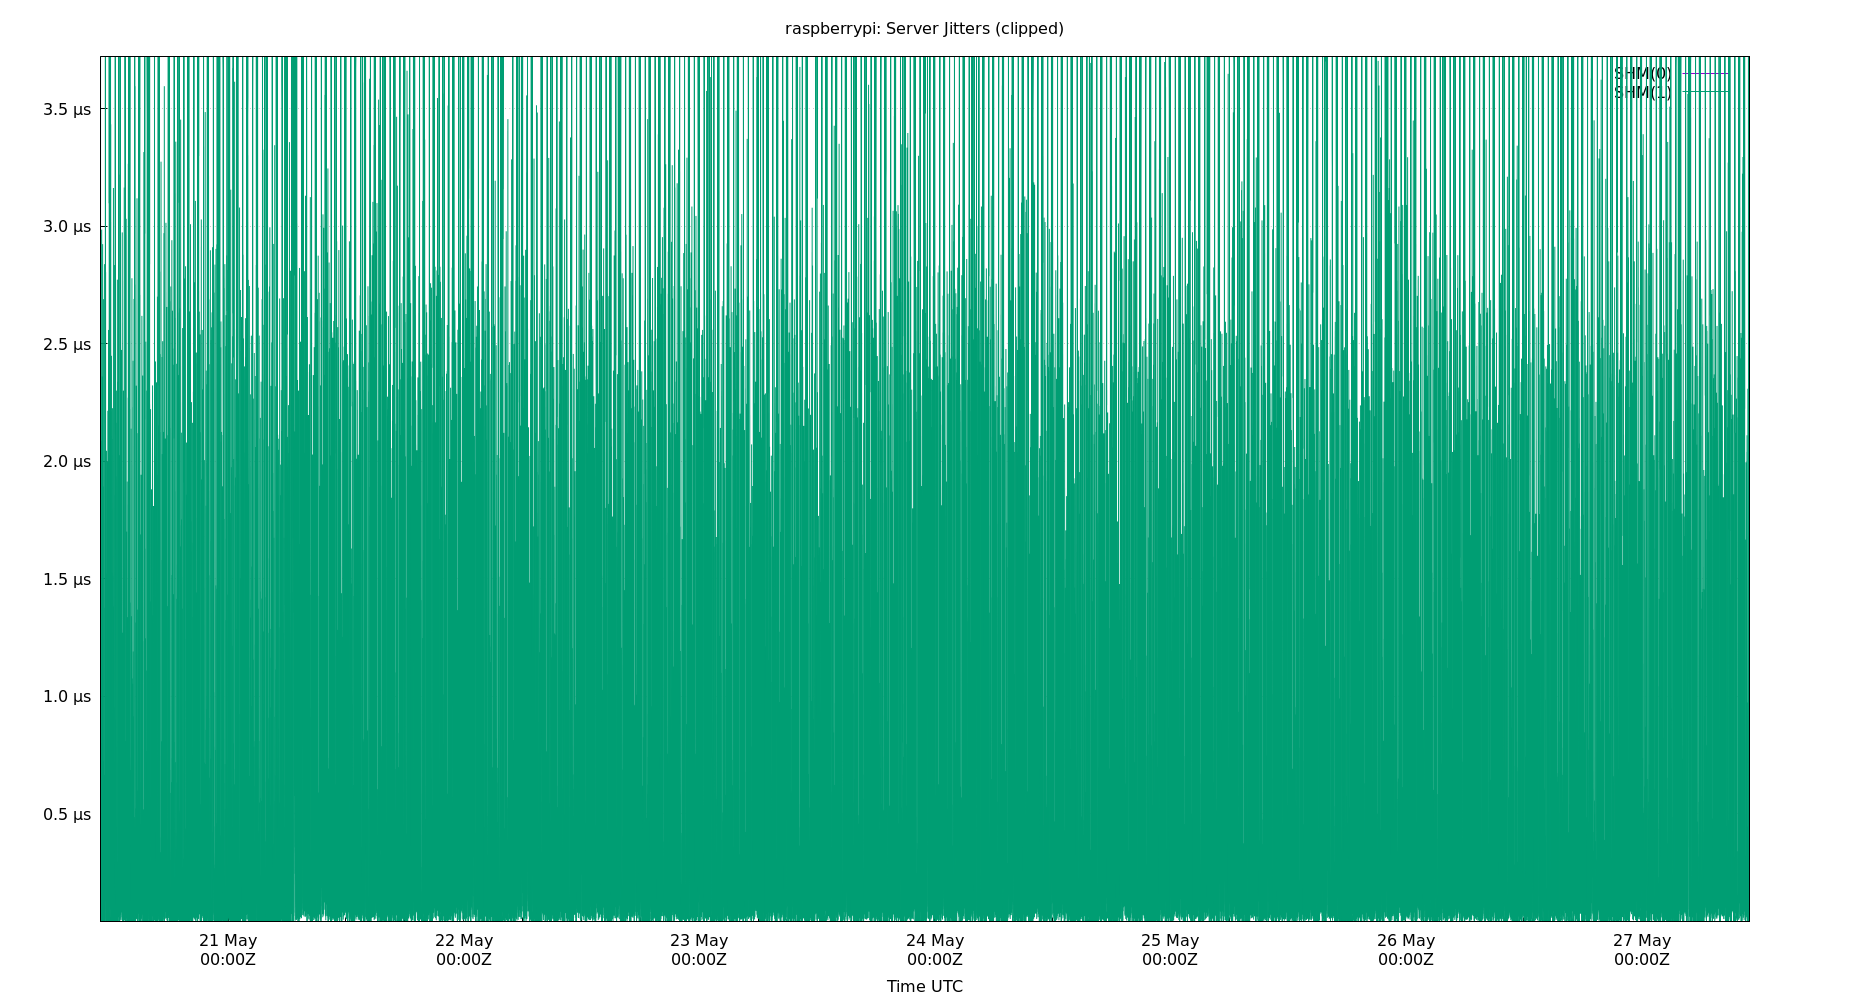 raspberrypi: Server Jitters (clipped)
SHM(0)
SHM(1)
3.5 µs
3.0 µs
2.5 µs
2.0 µs
1.5 µs
1.0 µs
0.5 µs
21 May 22 May 23 May 24 May 25 May 26 May 27 May
00:00Z 00:00Z 00:00Z 00:00Z 00:00Z 00:00Z 00:00Z
Time UTC